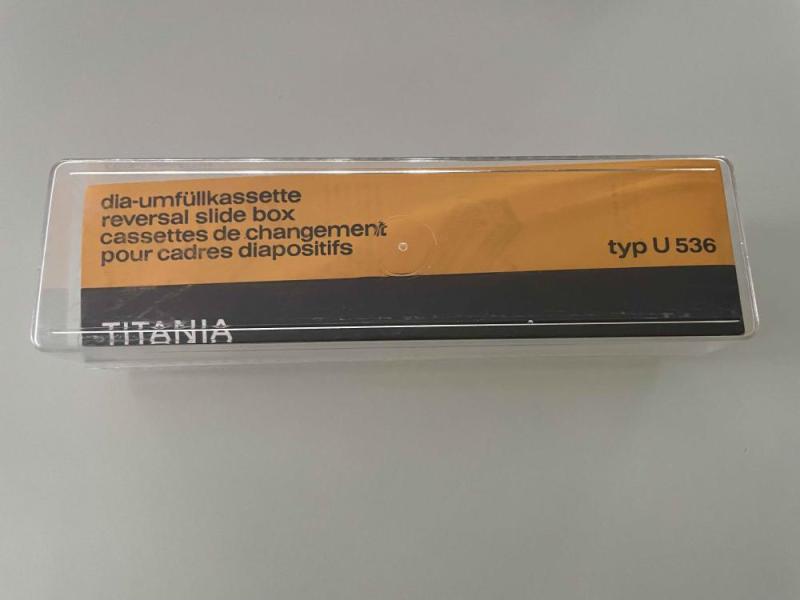 dia-umfüllkassette
reversal slide box
cassettes de changement
pour cadres diapositifs
typ U 536
TITANIA